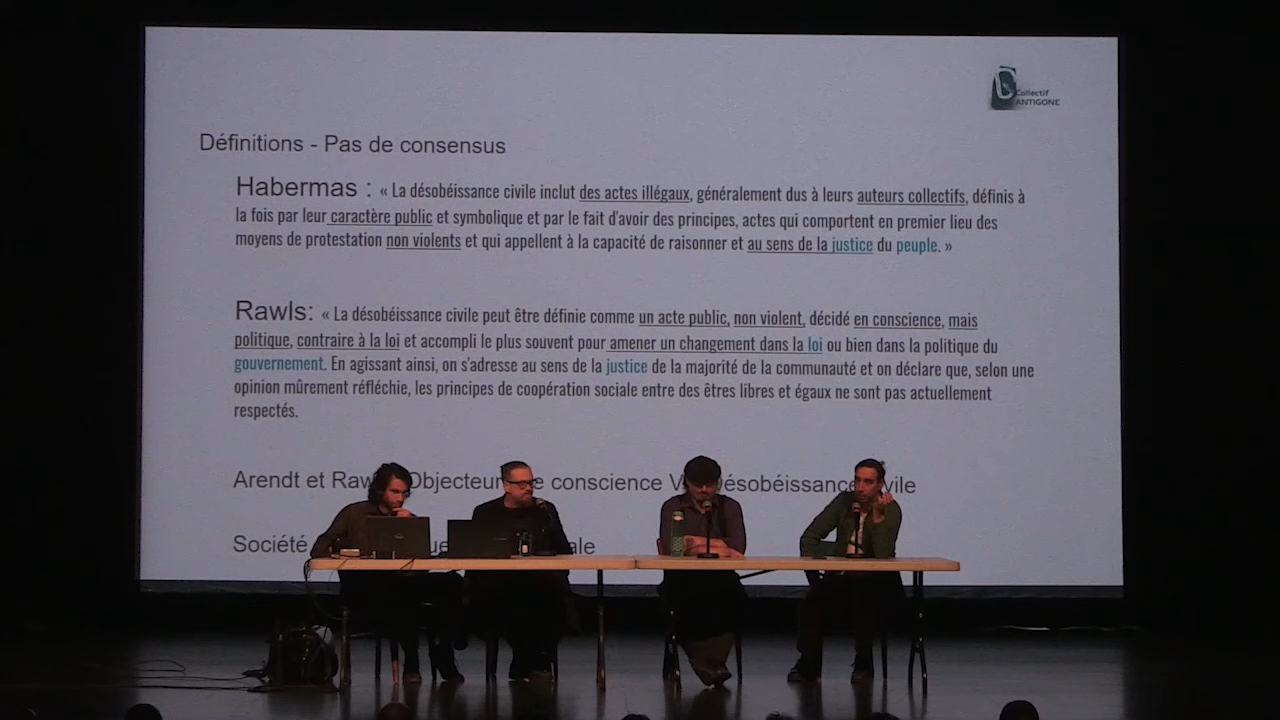 Collectif
ANTIGONE
Définitions - Pas de consensus
Habermas : « La désobéissance civile inclut des actes illégaux, généralement dus à leurs auteurs collectifs, définis à
la fois par leur caractère public et symbolique et par le fait d'avoir des principes, actes qui comportent en premier lieu des
moyens de protestation non violents et qui appellent à la capacité de raisonner et au sens de la justice du peuple. »
Rawls: « La désobéissance civile peut être définie comme un acte public, non violent, décidé en conscience, mais
politique, contraire à la loi et accompli le plus souvent pour amener un changement dans la loi ou bien dans la politique du
gouvernement. En agissant ainsi, on s'adresse au sens de la justice de la majorité de la communauté et on déclare que, selon une
opinion mûrement réfléchie, les principes de coopération sociale entre des êtres libres et égaux ne sont pas actuellement
respectés.
Arendt et conscience
Société